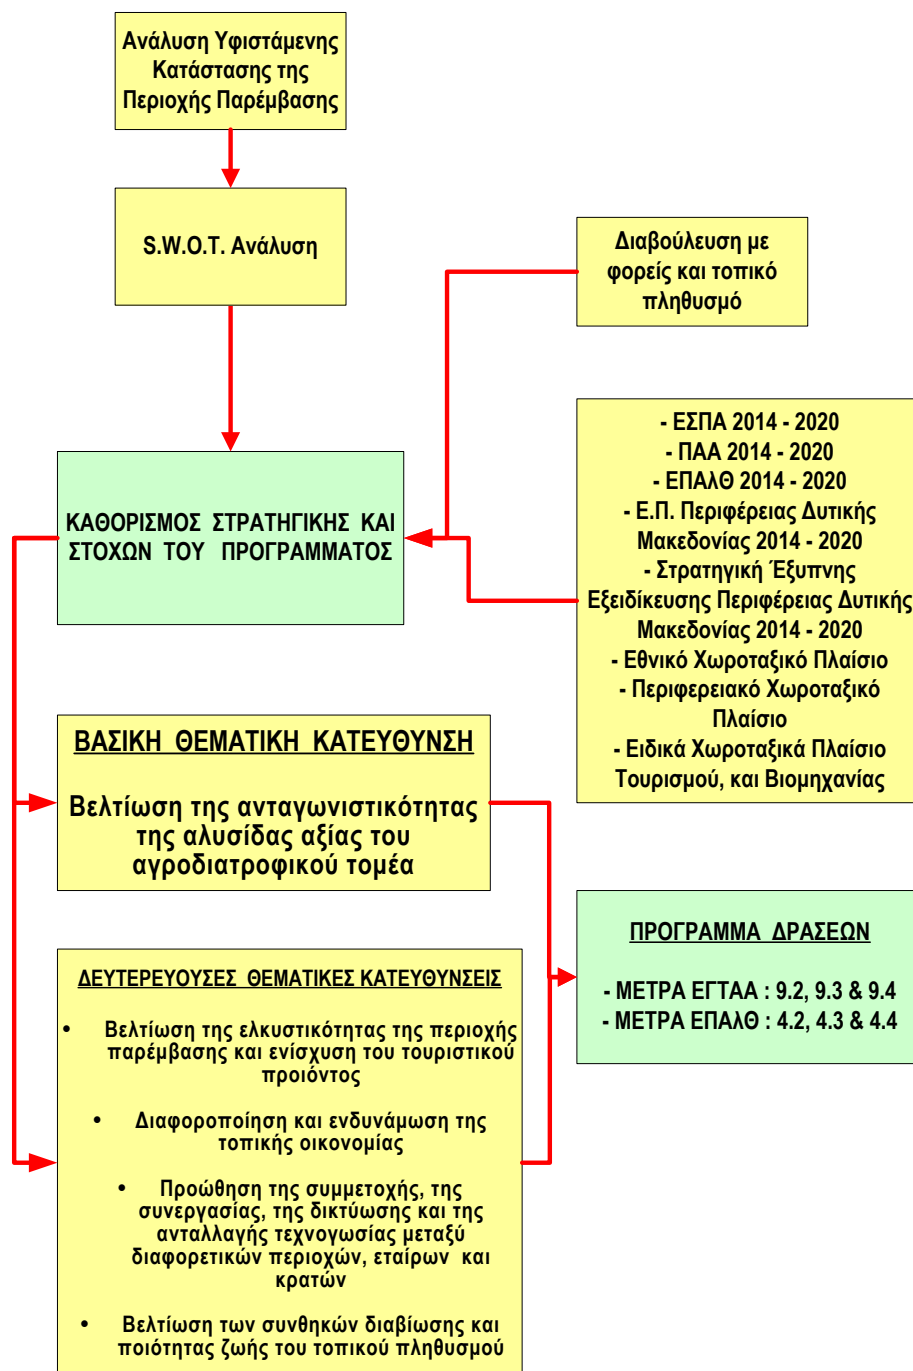 Ανάλυση Υφιστάμενης
Κατάστασης της
Περιοχής Παρέμβασης
S.W.O.T. Ανάλυση
Διαβούλευση με
φορείς και τοπικό
πληθυσμό
- ΕΣΠΑ 2014 - 2020
- ΠΑΑ 2014 - 2020
- ΕΠΑλΘ 2014 - 2020
- Ε.Π. Περιφέρειας Δυτικής
Μακεδονίας 2014 - 2020
- Στρατηγική Έξυπνης
Εξειδίκευσης Περιφέρειας Δυτικής
Μακεδονίας 2014 - 2020
- Εθνικό Χωροταξικό Πλαίσιο
- Περιφερειακό Χωροταξικό
Πλαίσιο
- Ειδικά Χωροταξικά Πλαίσιο
Τουρισμού, και Βιομηχανίας
ΚΑΘΟΡΙΣΜΟΣ ΣΤΡΑΤΗΓΙΚΗΣ ΚΑΙ
ΣΤΟΧΩΝ ΤΟΥ ΠΡΟΓΡΑΜΜΑΤΟΣ
ΒΑΣΙΚΗ ΘΕΜΑΤΙΚΗ ΚΑΤΕΥΘΥΝΣΗ
Βελτίωση της ανταγωνιστικότητας
της αλυσίδας αξίας του
αγροδιατροφικού τομέα
ΔΕΥΤΕΡΕΥΟΥΣΕΣ ΘΕΜΑΤΙΚΕΣ ΚΑΤΕΥΘΥΝΣΕΙΣ
• Βελτίωση της ελκυστικότητας της περιοχής
παρέμβασης και ενίσχυση του τουριστικού
προιόντος
• Διαφοροποίηση και ενδυνάμωση της
τοπικής οικονομίας
• Προώθηση της συμμετοχής, της
συνεργασίας, της δικτύωσης και της
ανταλλαγής τεχνογωσίας μεταξύ
διαφορετικών περιοχών, εταίρων και
κρατών
• Βελτίωση των συνθηκών διαβίωσης και
ποιότητας ζωής του τοπικού πληθυσμού
ΠΡΟΓΡΑΜΜΑ ΔΡΑΣΕΩΝ
- ΜΕΤΡΑ ΕΓΤΑΑ : 9.2, 9.3 & 9.4
- ΜΕΤΡΑ ΕΠΑλΘ : 4.2, 4.3 & 4.4